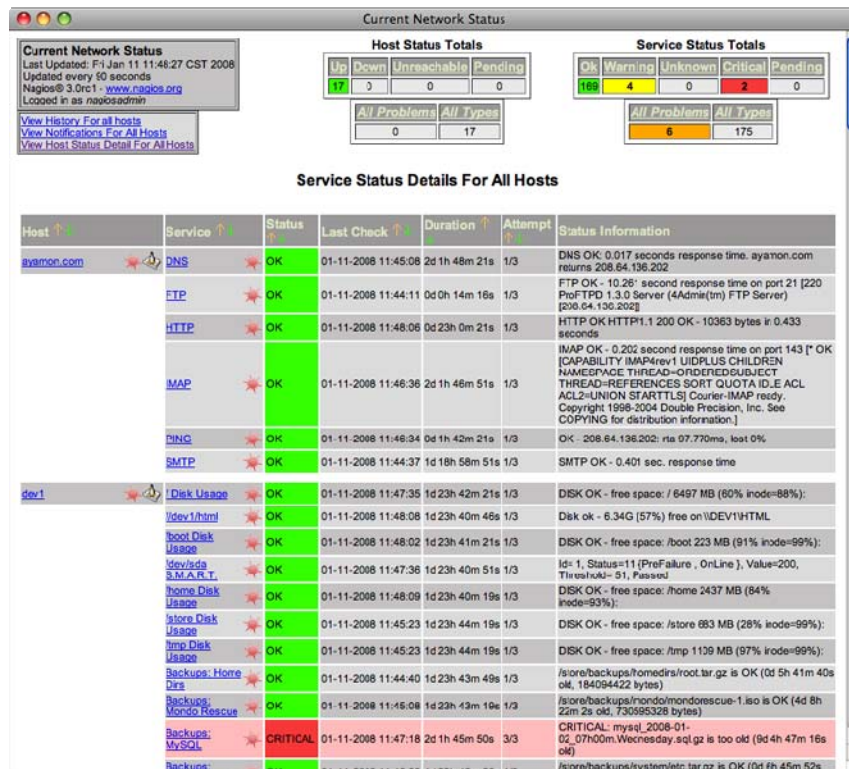 Current Network Status
Current Network Status
Last Updated: Fri Jan 11 11:48:27 CST 2008
Updated every 90 seconds
Nagios® 3.0rc1 - www.nagios.org
Logged in as nagiosadmin
View History For all hosts
View Notifications For All Hosts
View Host Status Detail For All Hosts
Host Status Totals
Up Down Unreachable Pending
17 0 0 0
All Problems All Types
0 17
Service Status Totals
Ok Warning Unknown Critical Pending
169 4 0 2 0
All Problems All Types
6 175
Service Status Details For All Hosts
Host Service Status Last Check Duration Attempt Status Information
ayamon.com DNS OK 01-11-2008 11:45:08 2d 1h 48m 21s 1/3 DNS OK: 0.017 seconds response time. ayamon.com
returns 208.64.136.202
FTP OK 01-11-2008 11:44:11 0d 0h 14m 16s 1/3 FTP OK - 10.261 second response time on port 21 [220
ProFTPD 1.3.0 Server (4Admin(tm) FTP Server)
[208.64.136.202]]
HTTP OK 01-11-2008 11:48:06 0d 23h 0m 21s 1/3 HTTP OK HTTP/1.1 200 OK - 10363 bytes in 0.433
seconds
IMAP OK 01-11-2008 11:46:36 2d 1h 46m 51s 1/3 IMAP OK - 0.202 second response time on port 143 [* OK
[CAPABILITY IMAP4rev1 UIDPLUS CHILDREN
NAMESPACE THREAD=ORDEREDSUBJECT
THREAD=REFERENCES SORT QUOTA IDLE ACL
ACL2=UNION STARTTLS] Courier-IMAP ready.
Copyright 1998-2004 Double Precision, Inc. See
COPYING for distribution information.]
PING OK 01-11-2008 11:46:34 0d 1h 42m 21s 1/3 OK - 208.64.136.202: rta 97.770ms, lost 0%
SMTP OK 01-11-2008 11:44:37 1d 18h 58m 51s 1/3 SMTP OK - 0.401 sec. response time
dev1 / Disk Usage OK 01-11-2008 11:47:35 1d 23h 42m 21s 1/3 DISK OK - free space: / 6497 MB (60% inode=88%):
\\dev1/html OK 01-11-2008 11:48:08 1d 23h 40m 46s 1/3 Disk ok - 6.34G (57%) free on \\DEV1\HTML
/boot Disk
Usage OK 01-11-2008 11:48:02 1d 23h 41m 21s 1/3 DISK OK - free space: /boot 223 MB (91% inode=99%):
/dev/sda
S.M.A.R.T. OK 01-11-2008 11:47:36 1d 23h 40m 51s 1/3 Id= 1, Status=11 {PreFailure , OnLine }, Value=200,
Threshold= 51, Passed
/home Disk
Usage OK 01-11-2008 11:48:09 1d 23h 40m 19s 1/3 DISK OK - free space: /home 2437 MB (84%
inode=93%):
/store Disk
Usage OK 01-11-2008 11:45:23 1d 23h 44m 19s 1/3 DISK OK - free space: /store 683 MB (28% inode=99%):
/tmp Disk
Usage OK 01-11-2008 11:45:23 1d 23h 44m 19s 1/3 DISK OK - free space: /tmp 1139 MB (97% inode=99%):
Backups: Home
Dirs OK 01-11-2008 11:44:40 1d 23h 43m 49s 1/3 /store/backups/homedirs/root.tar.gz is OK (0d 5h 41m 40s
old, 184094422 bytes)
Backups:
Mondo Rescue OK 01-11-2008 11:45:08 1d 23h 43m 19s 1/3 /store/backups/mondo/mondorescue-1.iso is OK (4d 8h
22m 2s old, 730595328 bytes)
Backups:
MySQL CRITICAL 01-11-2008 11:47:18 2d 1h 45m 50s 3/3 CRITICAL: mysql_2008-01-
02_07h00m.Wednesday.sql.gz is too old (9d 4h 47m 16s
old)
Backups: /store/backups/system/etc.tar.gz is OK (0d 6h 45m 52s